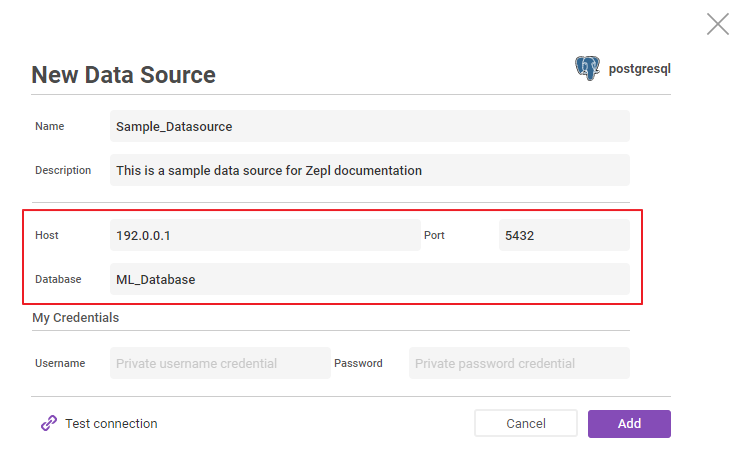 New Data Source
postgresql
Name Sample_Datasource
Description This is a sample data source for Zepl documentation
Host 192.0.0.1 Port 5432
Database ML_Database
My Credentials
Username Private username credential Password Private password credential
Test connection Cancel Add